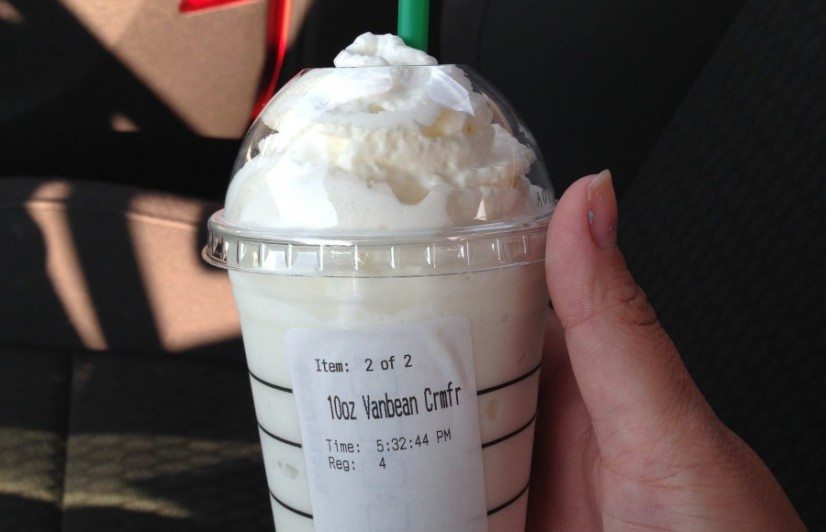 Item: 2 of 2
10oz Vanbean Crmfr
Time: 5:32:44 PM
Reg: 4